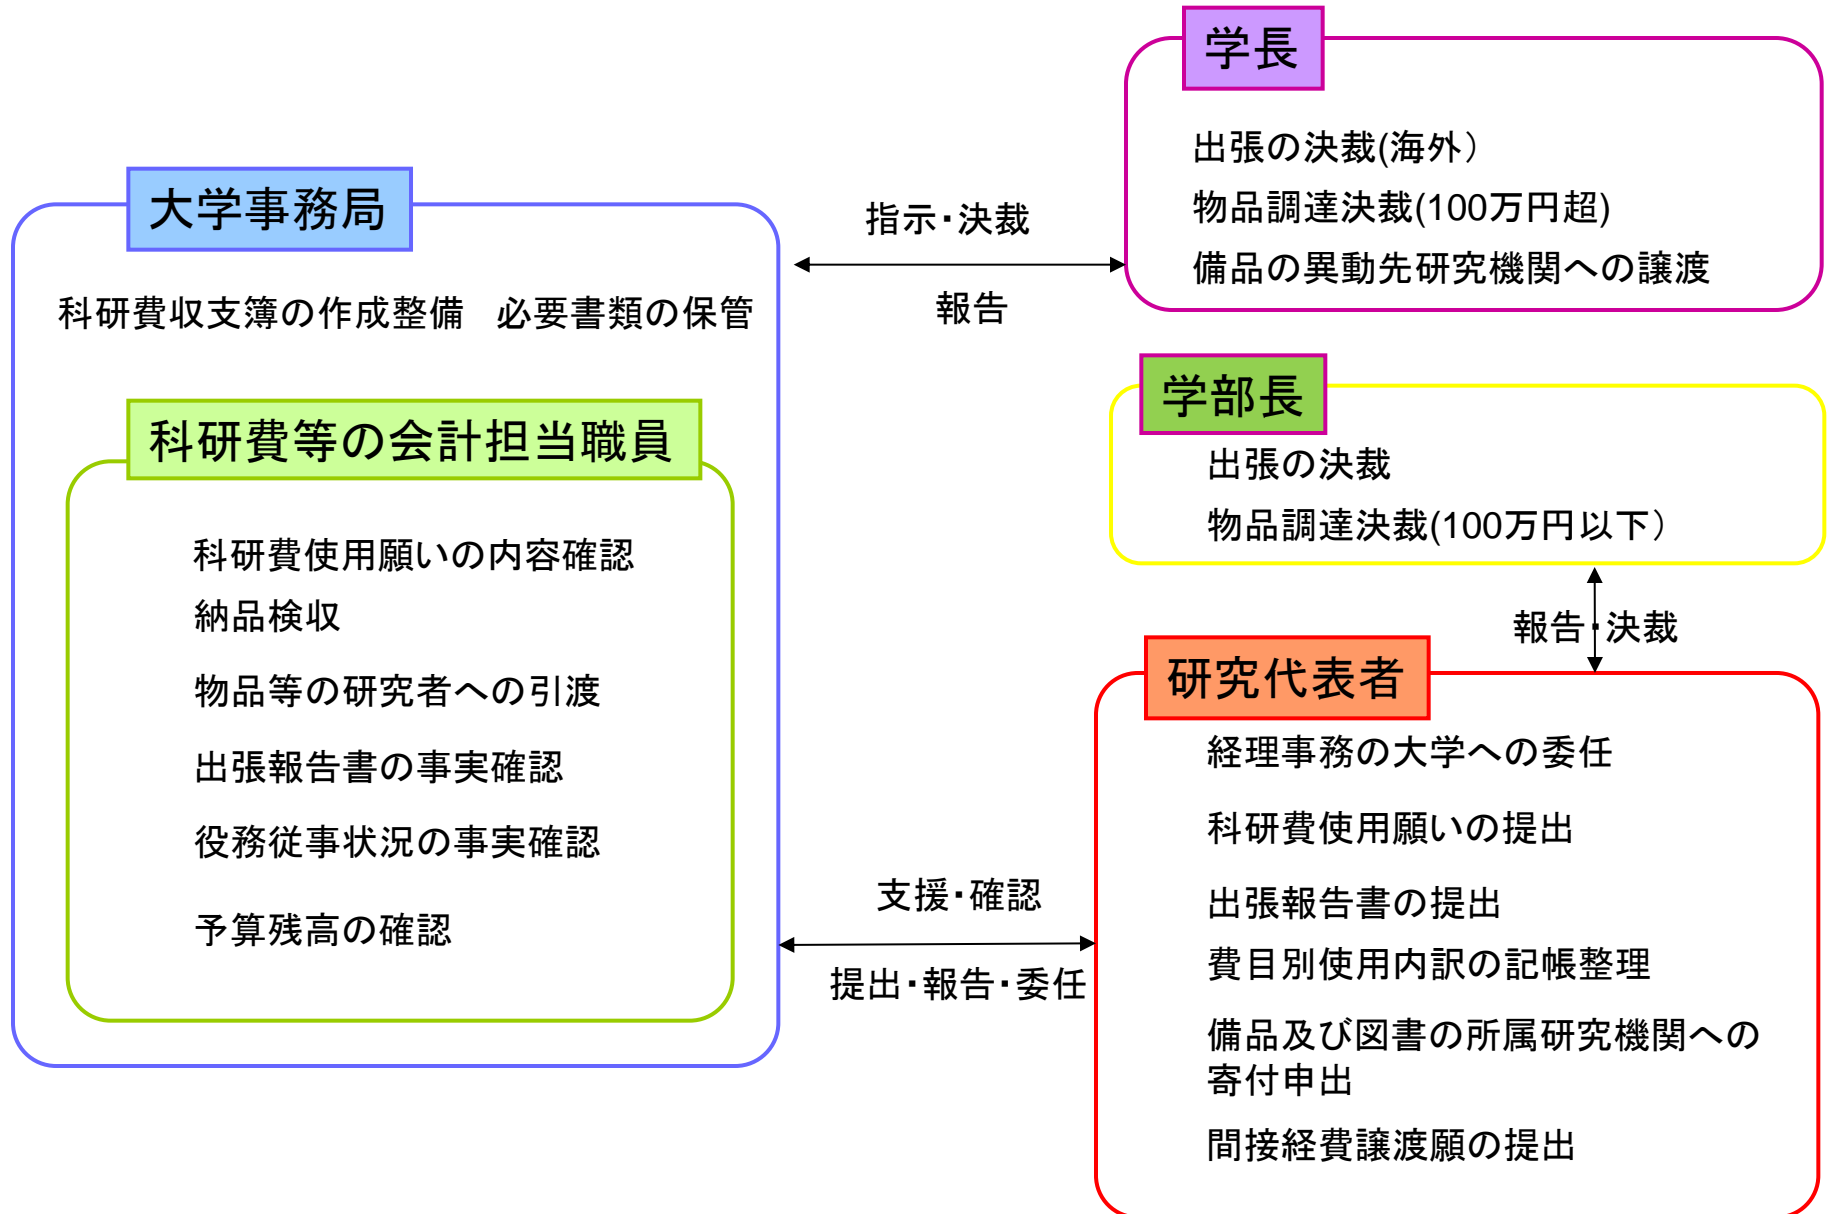 学長
出張の決裁(海外）
物品調達決裁(100万円超)
備品の異動先研究機関への譲渡
大学事務局
科研費収支簿の作成整備　必要書類の保管
指示・決裁
報告
科研費等の会計担当職員
科研費使用願いの内容確認
納品検収
物品等の研究者への引渡
出張報告書の事実確認
役務従事状況の事実確認
予算残高の確認
学部長
出張の決裁
物品調達決裁(100万円以下）
報告・決裁
支援・確認
提出・報告・委任
研究代表者
経理事務の大学への委任
科研費使用願いの提出
出張報告書の提出
費目別使用内訳の記帳整理
備品及び図書の所属研究機関への
寄付申出
間接経費譲渡願の提出